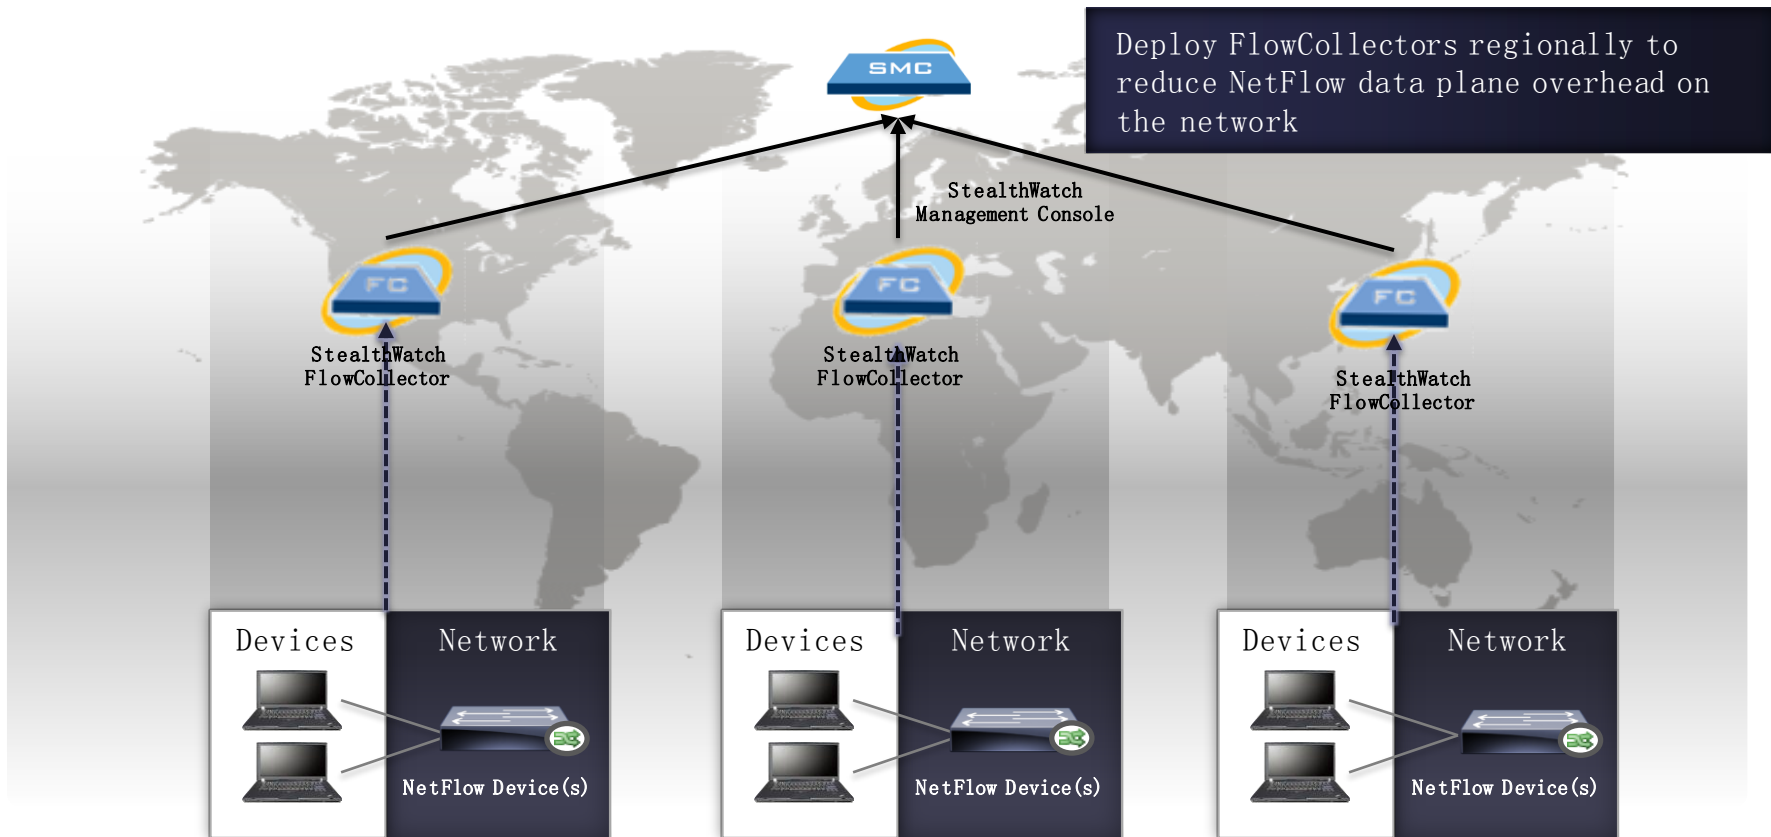 SMC
Deploy FlowCollectors regionally to
reduce NetFlow data plane overhead on
the network
StealthWatch
Management Console
FC
StealthWatch
FlowCollector
FC
StealthWatch
FlowCollector
FC
StealthWatch
FlowCollector
Devices
Network
NetFlow Device(s)
Devices
Network
NetFlow Device(s)
Devices
Network
NetFlow Device(s)